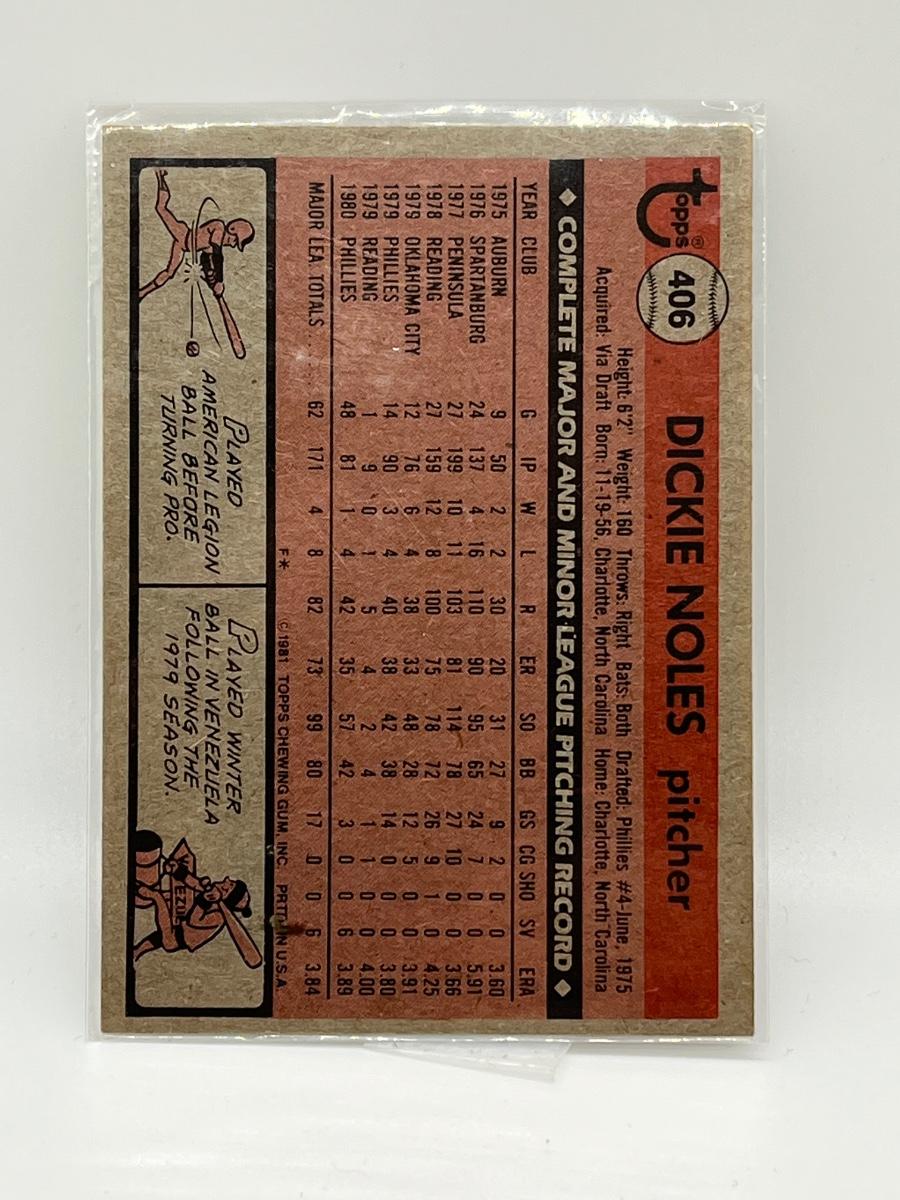 topps® 406 DICKIE NOLES pitcher
Height: 6'2" Weight: 160 Throws: Right Bats: Both Drafted: Phillies #4-June, 1975
Acquired: Via Draft Born: 11-19-56, Charlotte, North Carolina Home: Charlotte, North Carolina
◆ COMPLETE MAJOR AND MINOR LEAGUE PITCHING RECORD ◆
YEAR CLUB G IP W L R ER SO BB GS CG SHO SV ERA
1975 AUBURN 9 50 2 2 30 20 31 27 9 2 0 0 3.60
1976 SPARTANBURG 24 137 4 16 110 90 95 65 24 7 0 0 5.91
1977 PENINSULA 27 199 10 11 103 81 114 78 27 10 0 0 3.66
1978 READING 27 159 12 8 100 75 78 72 26 9 1 0 4.25
1979 OKLAHOMA CITY 12 76 6 4 38 33 48 28 12 5 0 0 3.91
1979 PHILLIES 14 90 3 4 40 38 42 38 14 0 0 0 3.80
1979 READING 1 9 0 1 5 4 2 4 1 1 0 0 4.00
1980 PHILLIES 48 81 1 4 42 35 57 42 3 0 0 6 3.89
MAJOR LEA. TOTALS . . . . 62 171 4 8 82 73 99 80 17 0 0 6 3.84
F* © 1981 TOPPS CHEWING GUM, INC. PRTD. IN U.S.A.
PLAYED
AMERICAN LEGION
BALL BEFORE
TURNING PRO.
PLAYED WINTER
BALL IN VENEZUELA
FOLLOWING THE
1979 SEASON.